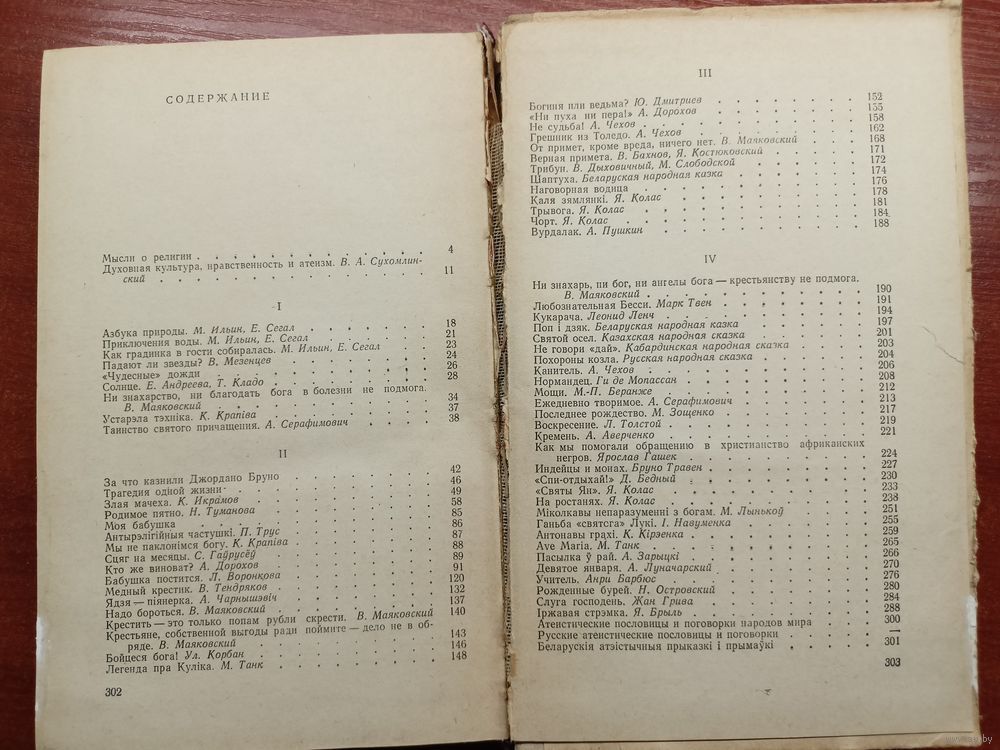 СОДЕРЖАНИЕ
Мысли о религии . . . . . . . . . . 4
Духовная культура, нравственность и атеизм. В. А. Сухомлин-
ский . . . . . . . . . . . . 11
I
Азбука природы. М. Ильин, Е. Сегал . . . . . . 18
Приключения воды. М. Ильин, Е. Сегал . . . . . 21
Как градинка в гости собиралась. М. Ильин, Е. Сегал . . . 23
Падают ли звезды? В. Мезенцев . . . . . . 24
«Чудесные» дожди . . . . . . . . . 26
Солнце. Е. Андреева, Т. Кладо . . . . . . . 28
Ни знахарство, ни благодать бога в болезни не подмога.
В. Маяковский . . . . . . . . . 34
Устарэла тэхніка. К. Крапіва . . . . . . . 37
Таинство святого причащения. А. Серафимович . . . . 38
II
За что казнили Джордано Бруно . . . . . . 42
Трагедия одной жизни . . . . . . . . 46
Злая мачеха. К. Икрамов . . . . . . . . 49
Родимое пятно. Н. Туманова . . . . . . . 58
Моя бабушка . . . . . . . . . . 85
Антырэлігійныя частушкі. П. Трус . . . . . . 86
Мы не паклонімся богу. К. Крапіва . . . . . . 87
Сцяг на месяцы. С. Гаўрусёў . . . . . . . 88
Кто же виноват? А. Дорохов . . . . . . . 89
Бабушка постится. Л. Воронкова . . . . . . 91
Медный крестик. В. Тендряков . . . . . . . 120
Ядзя — піянерка. А. Чарнышэвіч . . . . . . 132
Надо бороться. В. Маяковский . . . . . . . 137
Крестить — это только попам рубли скрести. В. Маяковский 140
Крестьяне, собственной выгоды ради поймите — дело не в об-
ряде. В. Маяковский . . . . . . . . 143
Бойцеся бога! Ул. Корбан . . . . . . . . 146
Легенда пра Куліка. М. Танк . . . . . . . 148
302
III
Богиня или ведьма? Ю. Дмитриев . . . . . . 152
«Ни пуха ни пера!» А. Дорохов . . . . . . . 155
Не судьба! А. Чехов . . . . . . . . . 158
Грешник из Толедо. А. Чехов . . . . . . . 162
От примет, кроме вреда, ничего нет. В. Маяковский . . . 168
Верная примета. В. Бахнов, Я. Костюковский . . . . 171
Трибун. В. Дыховичный, М. Слободской . . . . . 172
Шаптуха. Беларуская народная казка . . . . . 174
Наговорная водица . . . . . . . . . 176
Каля зямлянкі. Я. Колас . . . . . . . . 178
Трывога. Я. Колас . . . . . . . . . 181
Чорт. Я. Колас . . . . . . . . . . 184
Вурдалак. А. Пушкин . . . . . . . . . 188
IV
Ни знахарь, ни бог, ни ангелы бога — крестьянству не подмога.
В. Маяковский . . . . . . . . . 190
Любознательная Бесси. Марк Твен . . . . . . 191
Кукарача. Леонид Ленч . . . . . . . . 194
Поп і дзяк. Беларуская народная казка . . . . . 197
Святой осел. Казахская народная сказка . . . . . 201
Не говори «дай». Кабардинская народная сказка . . . 203
Похороны козла. Русская народная сказка . . . . . 204
Канитель. А. Чехов . . . . . . . . . 206
Нормандец. Ги де Мопассан . . . . . . . 208
Мощи. М.-П. Беранже . . . . . . . . 212
Ежедневно творимое. А. Серафимович . . . . . 213
Последнее рождество. М. Зощенко . . . . . . 217
Воскресение. Л. Толстой . . . . . . . . 219
Кремень. А. Аверченко . . . . . . . . 221
Как мы помогали обращению в христианство африканских
негров. Ярослав Гашек . . . . . . . 224
Индейцы и монах. Бруно Травен . . . . . . 227
«Спи-отдыхай!» Д. Бедный . . . . . . . 230
«Святы Ян». Я. Колас . . . . . . . . 233
На ростанях. Я. Колас . . . . . . . . 238
Міколкавы непаразуменні з богам. М. Лынькоў . . . 251
Ганьба «святога» Лукі. І. Навуменка . . . . . . 255
Антонавы грахі. К. Кірзенка . . . . . . . 259
Ave Maria. М. Танк . . . . . . . . . 265
Пасылка ў рай. А. Зарыцкі . . . . . . . 266
Девятое января. А. Луначарский . . . . . . 270
Учитель. Анри Барбюс . . . . . . . . 276
Рожденные бурей. Н. Островский . . . . . . 280
Слуга господень. Жан Грива . . . . . . . 284
Іржавая стрэмка. Я. Брыль . . . . . . . 288
Атеистические пословицы и поговорки народов мира . . . 300
Русские атеистические пословицы и поговорки . . . . —
Беларускія атэістычныя прыказкі і прымаўкі . . . . . 301
303